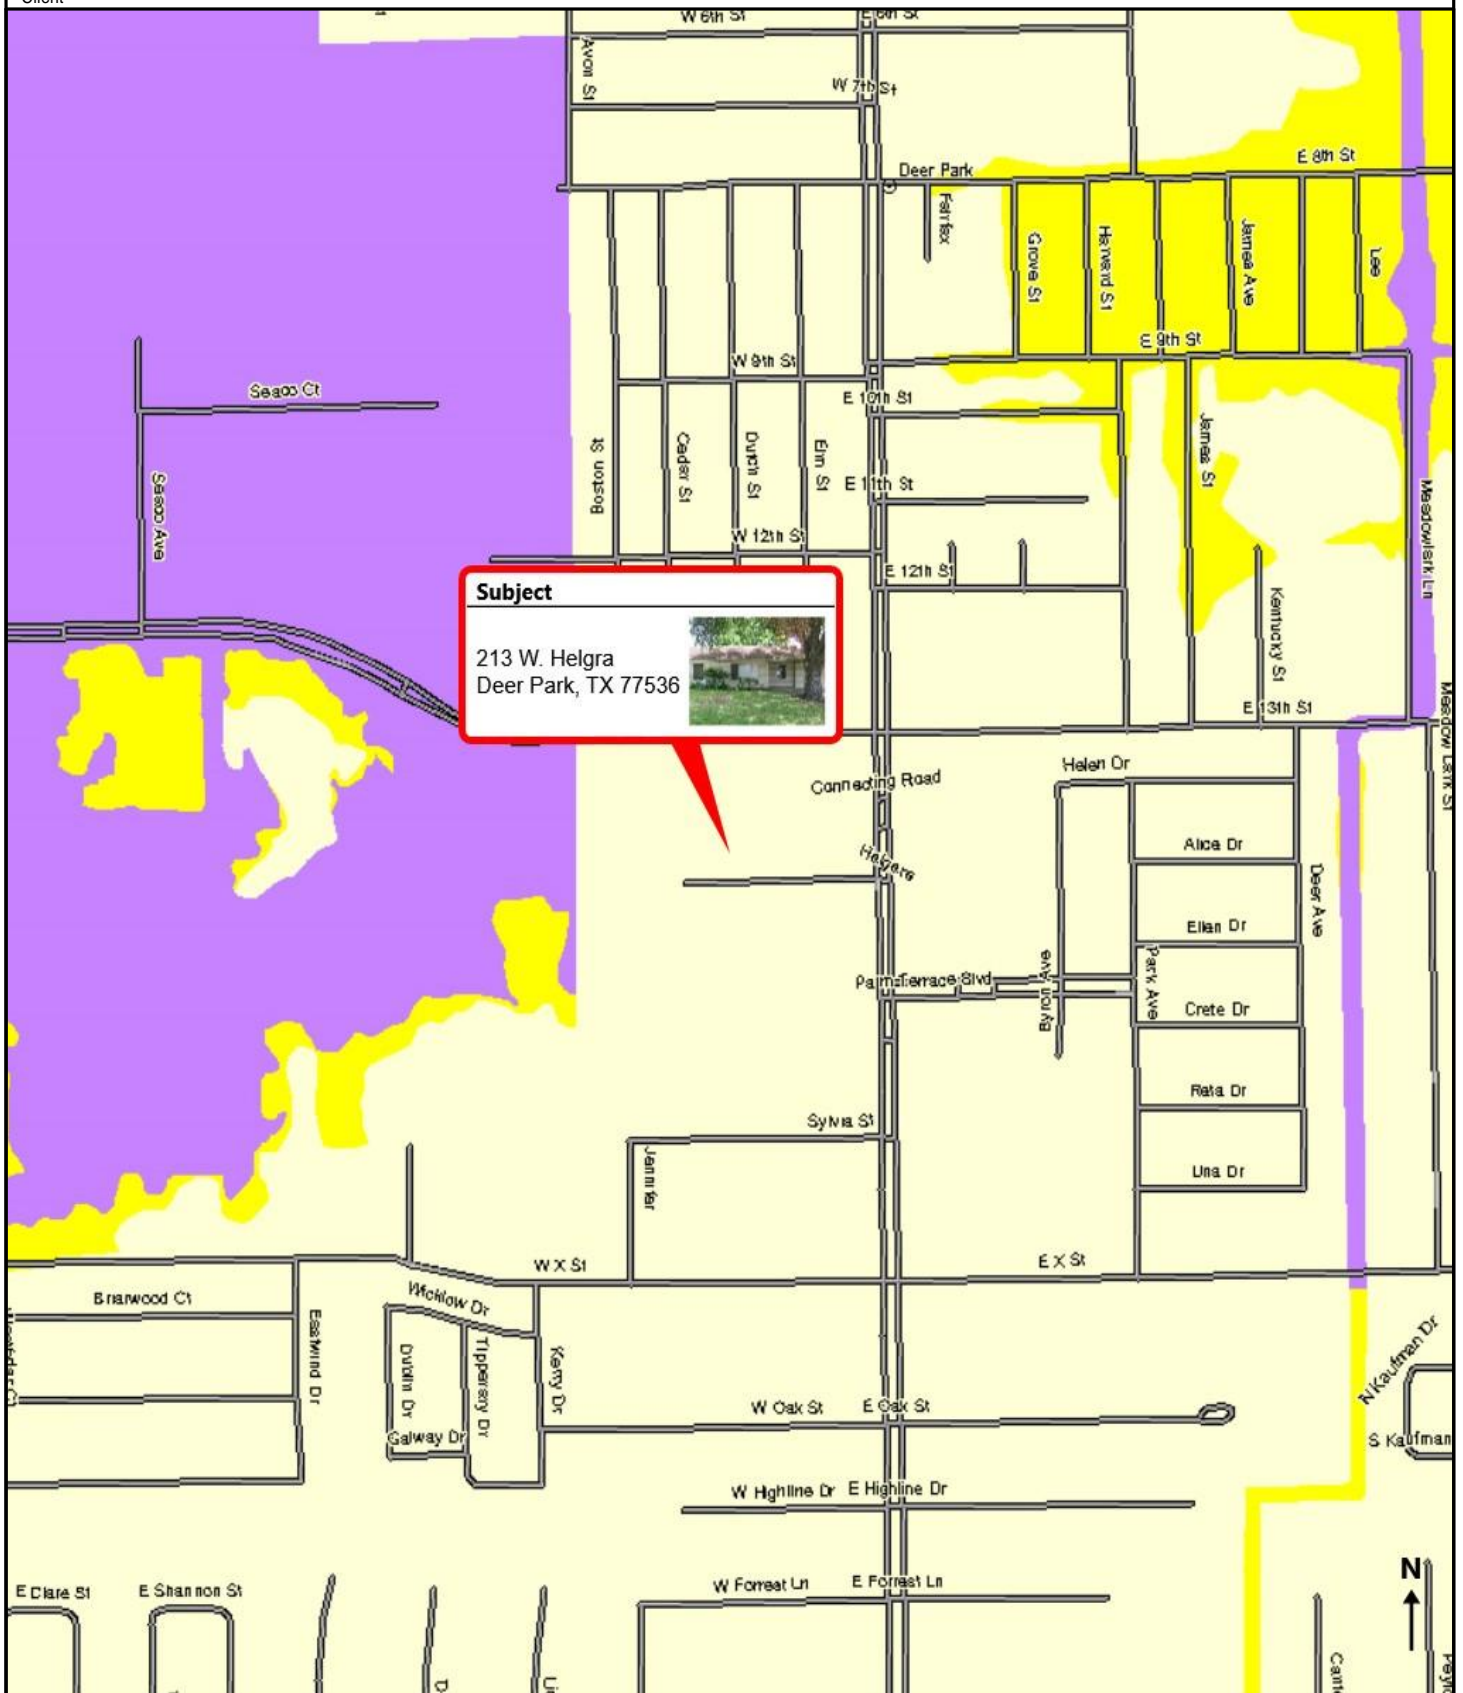 Client
W 6th St
E 6th St
Avon St
W 7th St
E 8th St
Deer Park
Fairfax
Grove St
Harvard St
James Ave
Lee
E 9th St
W 9th St
Seaco Ct
E 10th St
Boston St
Cedar St
Dutch St
Elm St
James St
Seaco Ave
E 11th St
Meadowlark Ln
W 12th St
E 12th St
Subject
213 W. Helgra
Deer Park, TX 77536
Kentucky St
E 13th St
Meadow Lark St
Helen Dr
Connecting Road
Alice Dr
Helgera
Deer Ave
Ellen Dr
Palm Terrace Blvd
Byron Ave
Park Ave
Crete Dr
Reta Dr
Sylvia St
Jennifer
Una Dr
W X St
E X St
Briarwood Ct
Wicklow Dr
Eastwind Dr
Dublin Dr
Tipperary Dr
Kerry Dr
N Kaufman Dr
W Oak St
E Oak St
Galway Dr
S Kaufman
W Highline Dr
E Highline Dr
N
E Clare St
E Shannon St
W Forrest Ln
E Forrest Ln